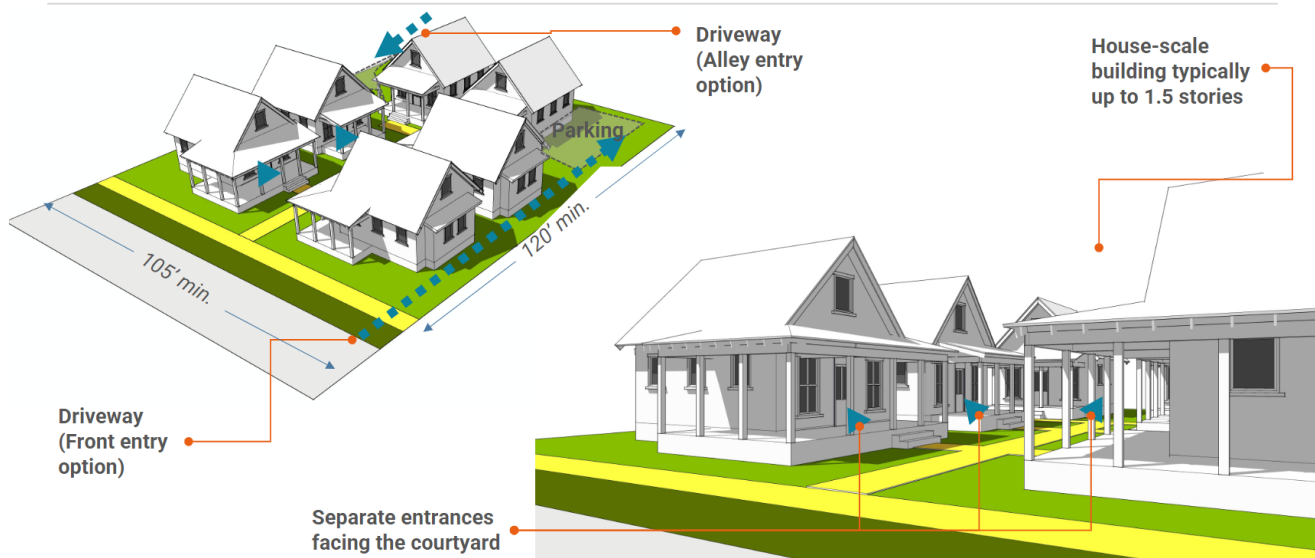 Driveway
(Alley entry
option)
House-scale
building typically
up to 1.5 stories
Parking
120’ min.
105’ min.
Driveway
(Front entry
option)
Separate entrances
facing the courtyard